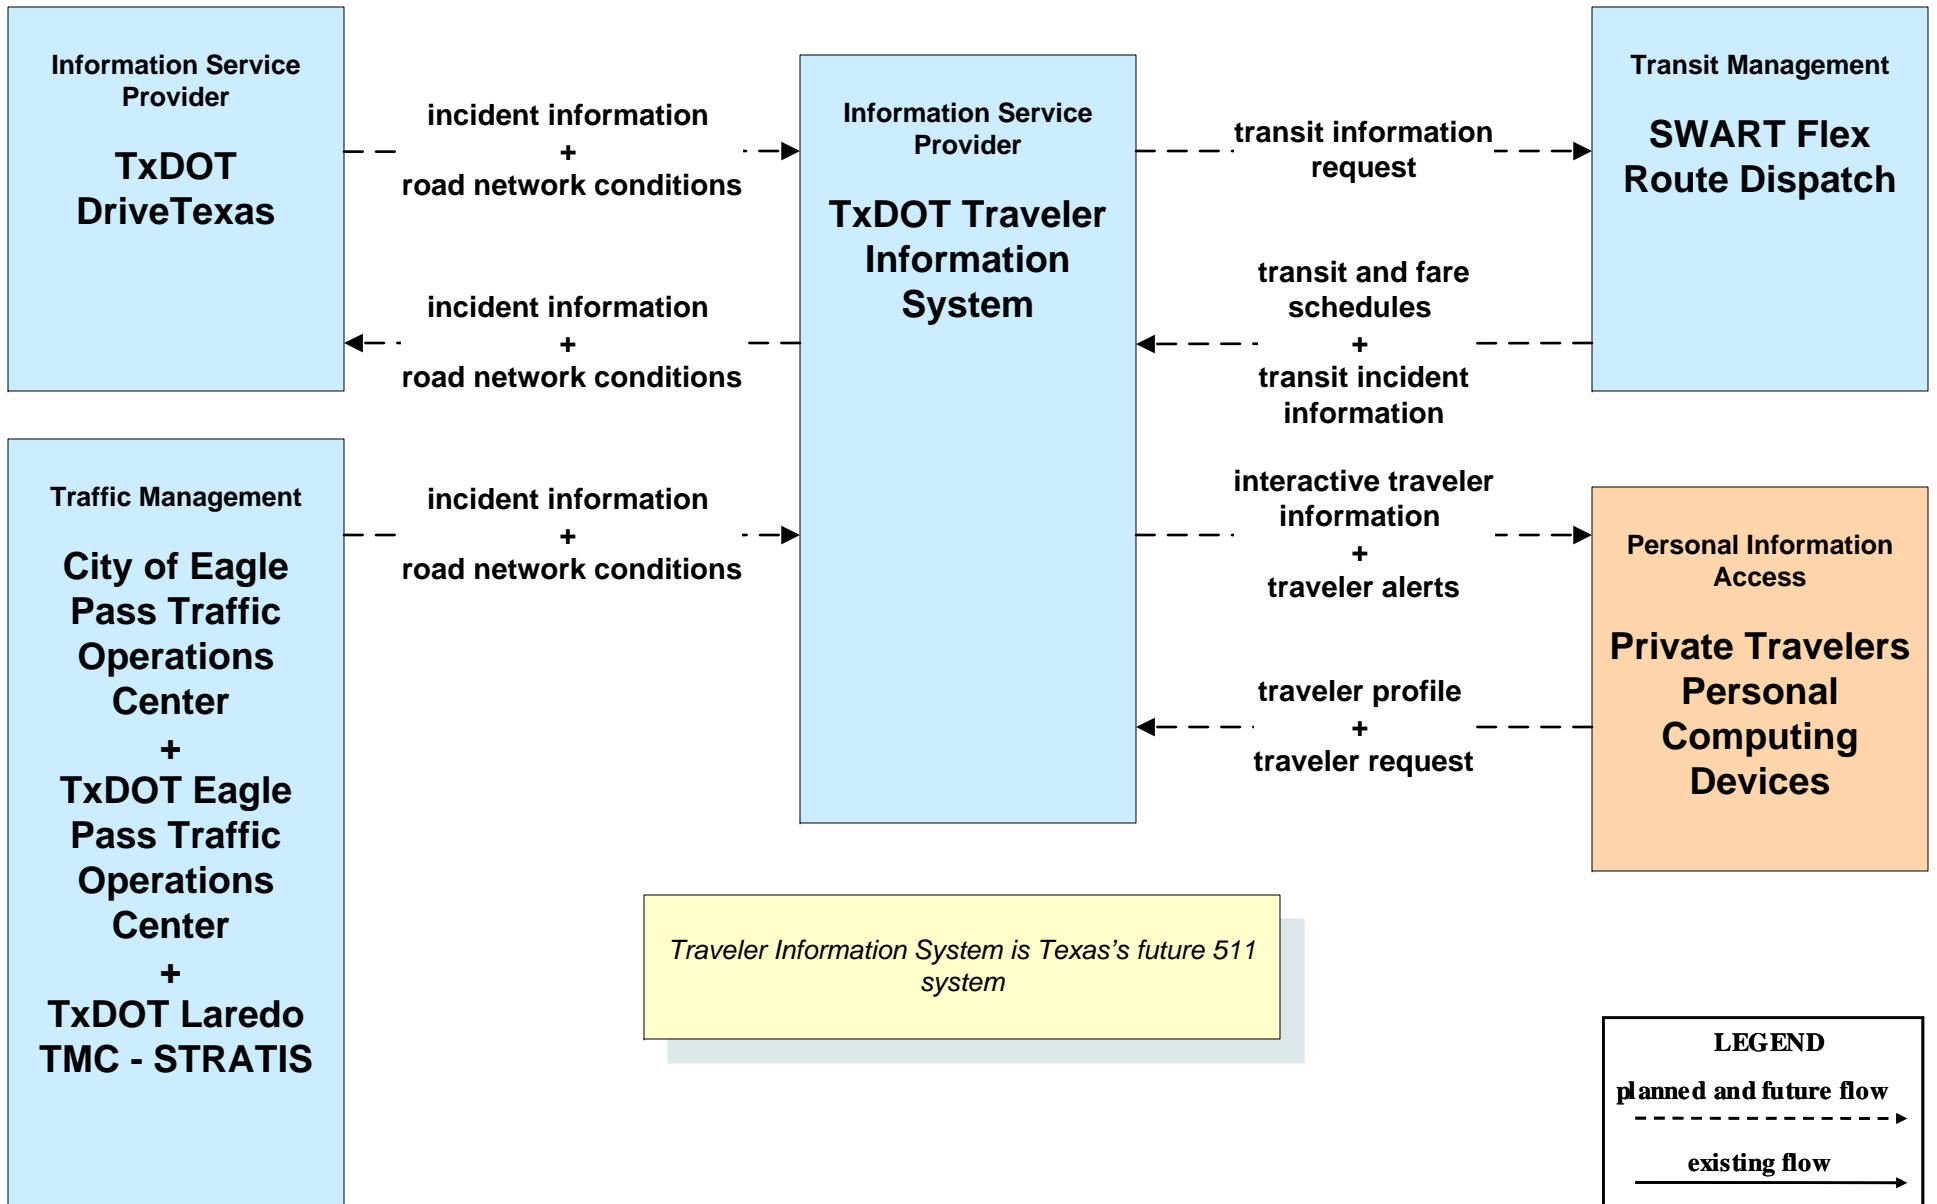 Information Service
Provider
TxDOT
DriveTexas
incident information
+
road network conditions
incident information
+
road network conditions
Traffic Management
City of Eagle
Pass Traffic
Operations
Center
+
TxDOT Eagle
Pass Traffic
Operations
Center
+
TxDOT Laredo
TMC - STRATIS
incident information
+
road network conditions
Information Service
Provider
TxDOT Traveler
Information
System
transit information
request
transit and fare
schedules
+
transit incident
information
interactive traveler
information
+
traveler alerts
traveler profile
+
traveler request
Transit Management
SWART Flex
Route Dispatch
Personal Information
Access
Private Travelers
Personal
Computing
Devices
Traveler Information System is Texas's future 511
system
LEGEND
planned and future flow
existing flow